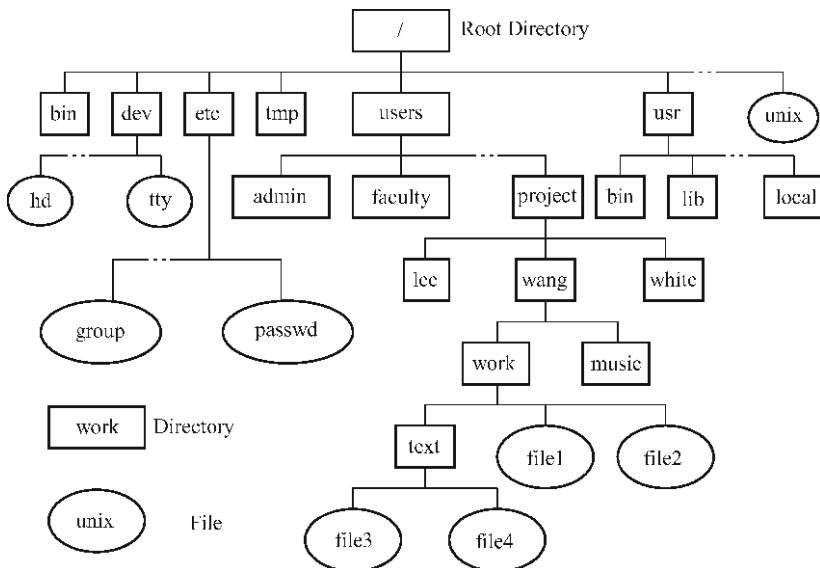 / Root Directory
bin dev etc tmp users usr unix
hd tty admin faculty project bin lib local
lee wang white
group passwd
work music
work Directory text file1 file2
unix File file3 file4